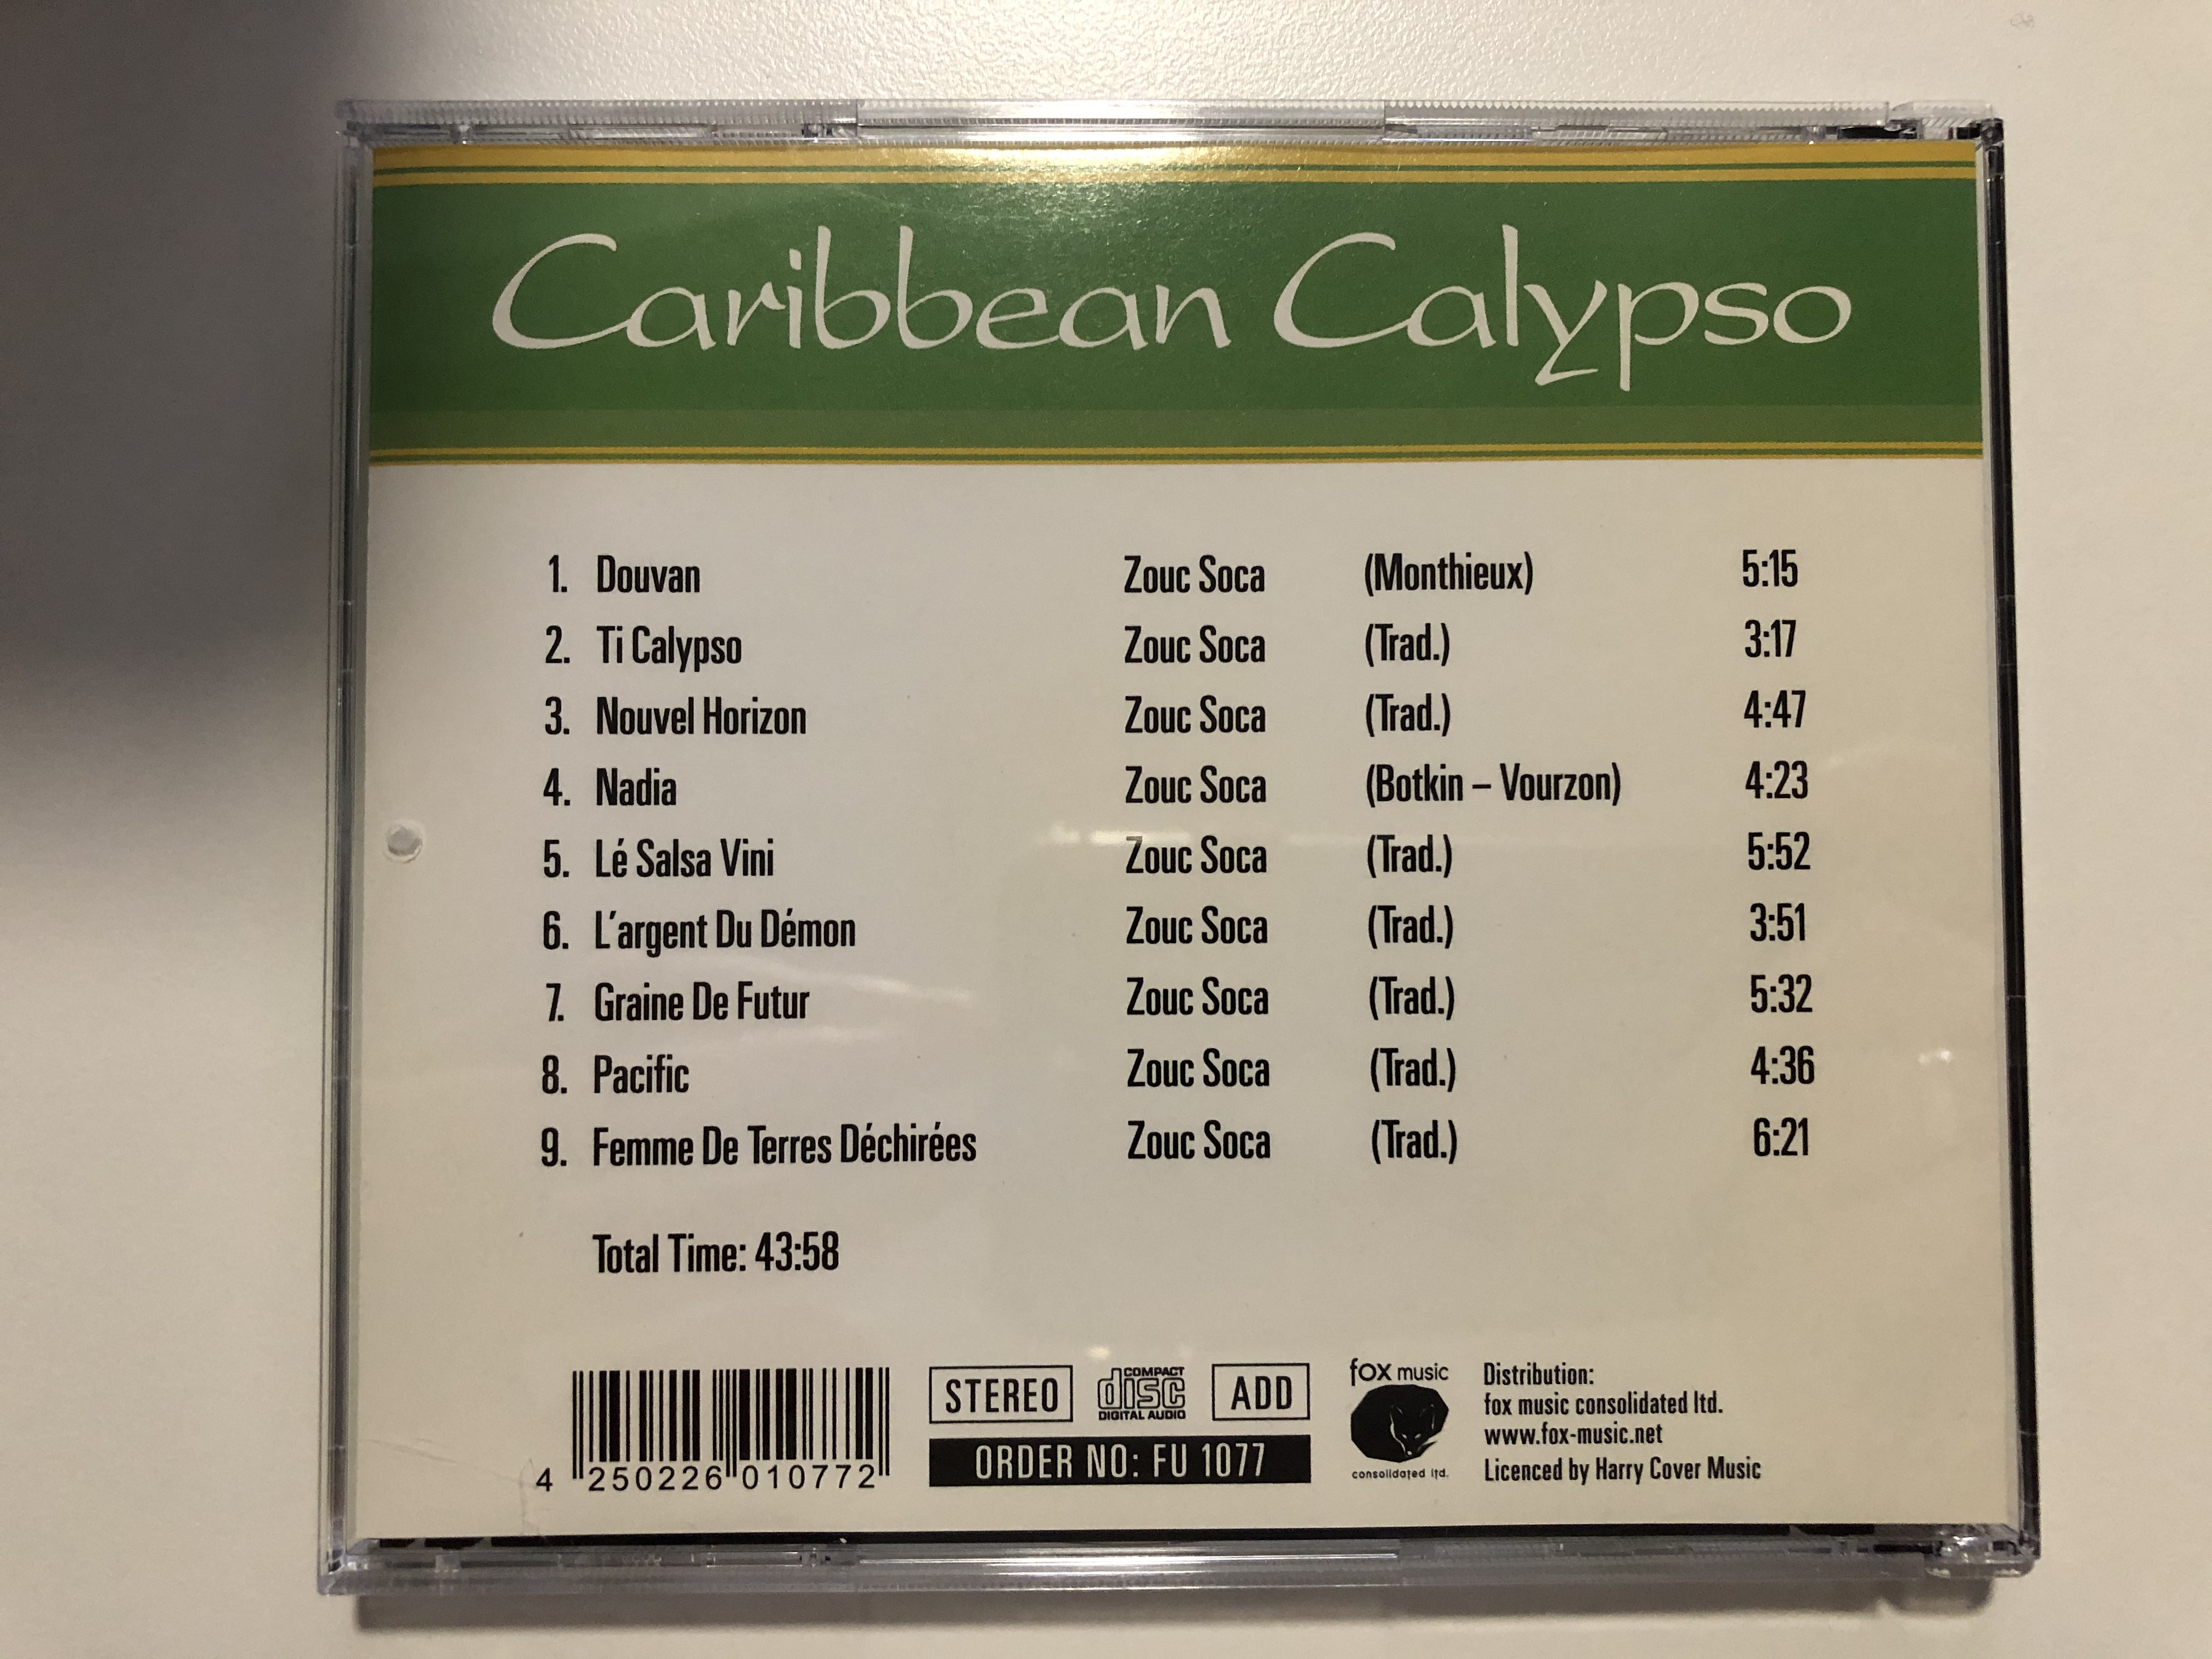 Caribbean Calypso
1. Douvan Zouc Soca (Monthieux) 5:15
2. Ti Calypso Zouc Soca (Trad.) 3:17
3. Nouvel Horizon Zouc Soca (Trad.) 4:47
4. Nadia Zouc Soca (Botkin – Vourzon) 4:23
5. Lé Salsa Vini Zouc Soca (Trad.) 5:52
6. L'argent Du Démon Zouc Soca (Trad.) 3:51
7. Graine De Futur Zouc Soca (Trad.) 5:32
8. Pacific Zouc Soca (Trad.) 4:36
9. Femme De Terres Déchirées Zouc Soca (Trad.) 6:21
Total Time: 43:58
4 250226 010772
STEREO
COMPACT
disc
DIGITAL AUDIO
ADD
ORDER NO: FU 1077
fox music
consolidated ltd.
Distribution:
fox music consolidated ltd.
www.fox-music.net
Licenced by Harry Cover Music